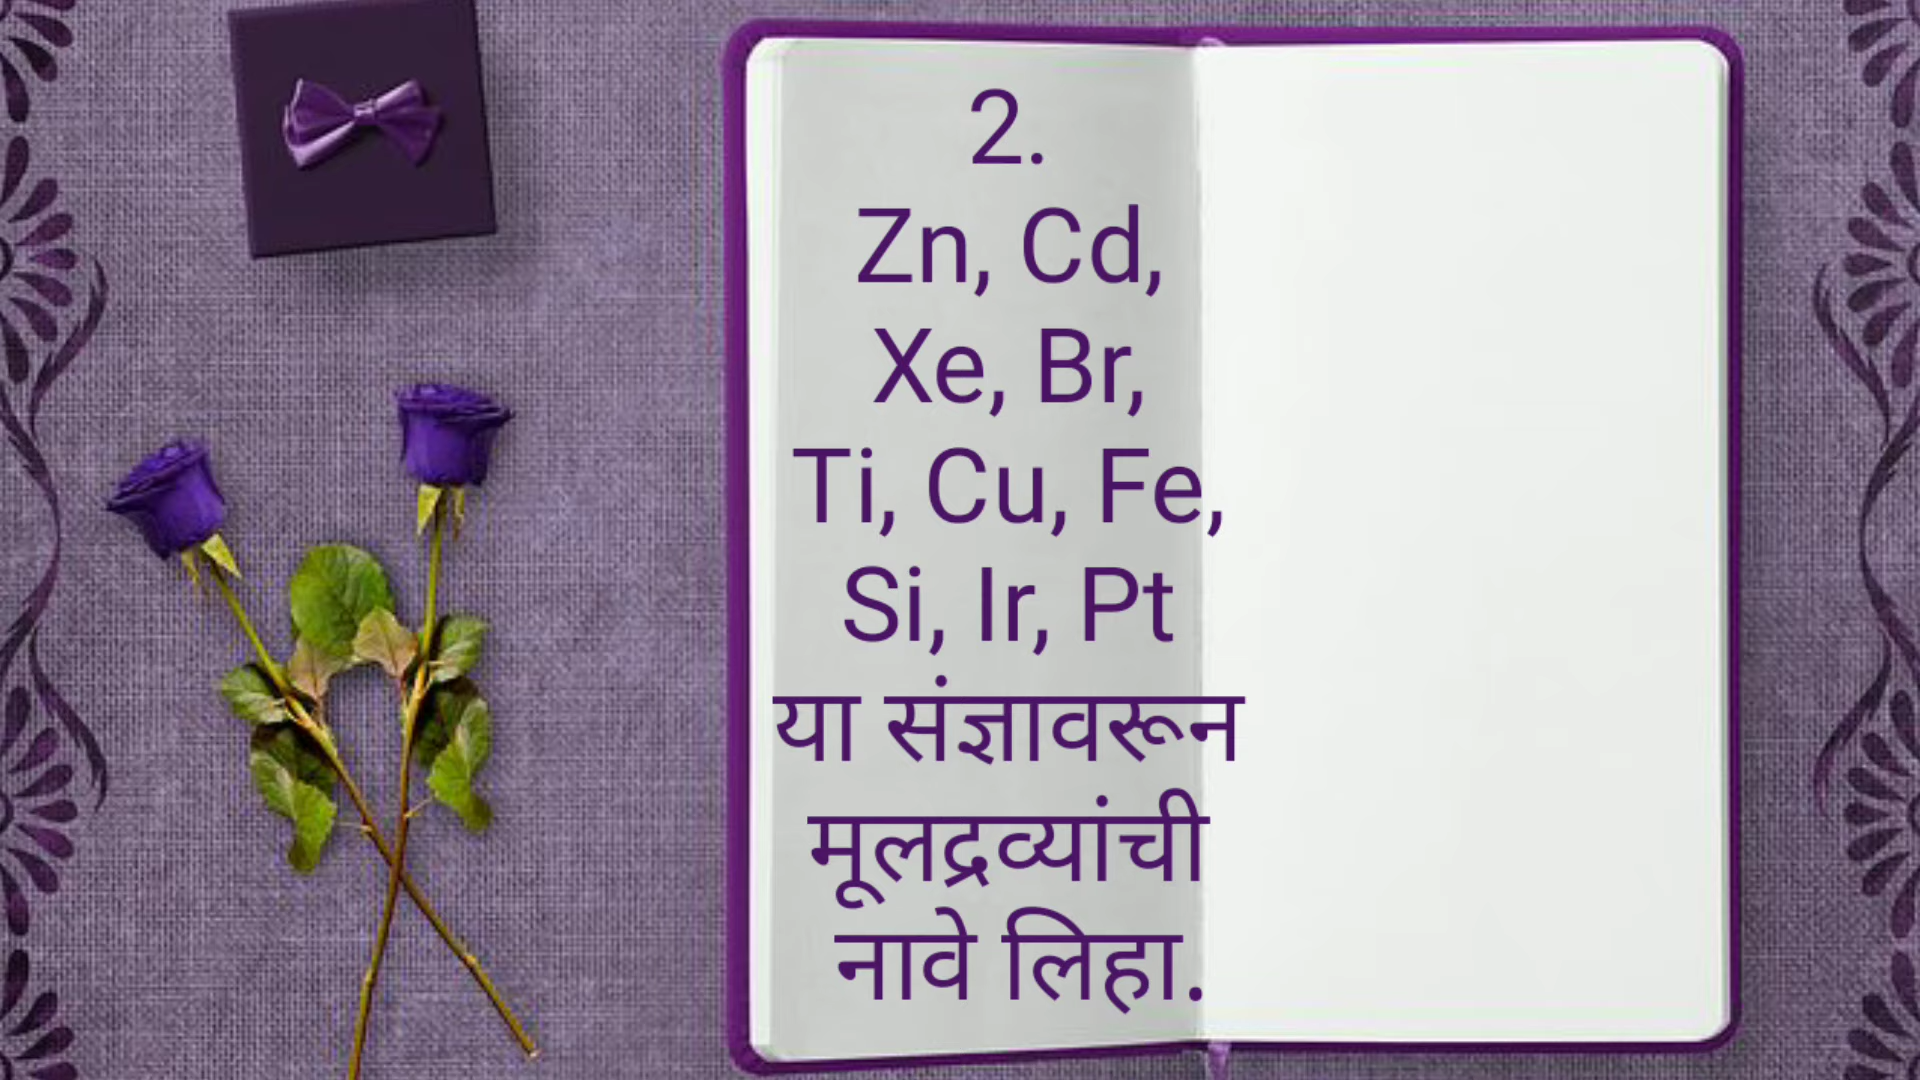 2.
Zn, Cd,
Xe, Br,
Ti, Cu, Fe,
Si, Ir, Pt
या संज्ञावरून
मूलद्रव्यांची
नावे लिहा.